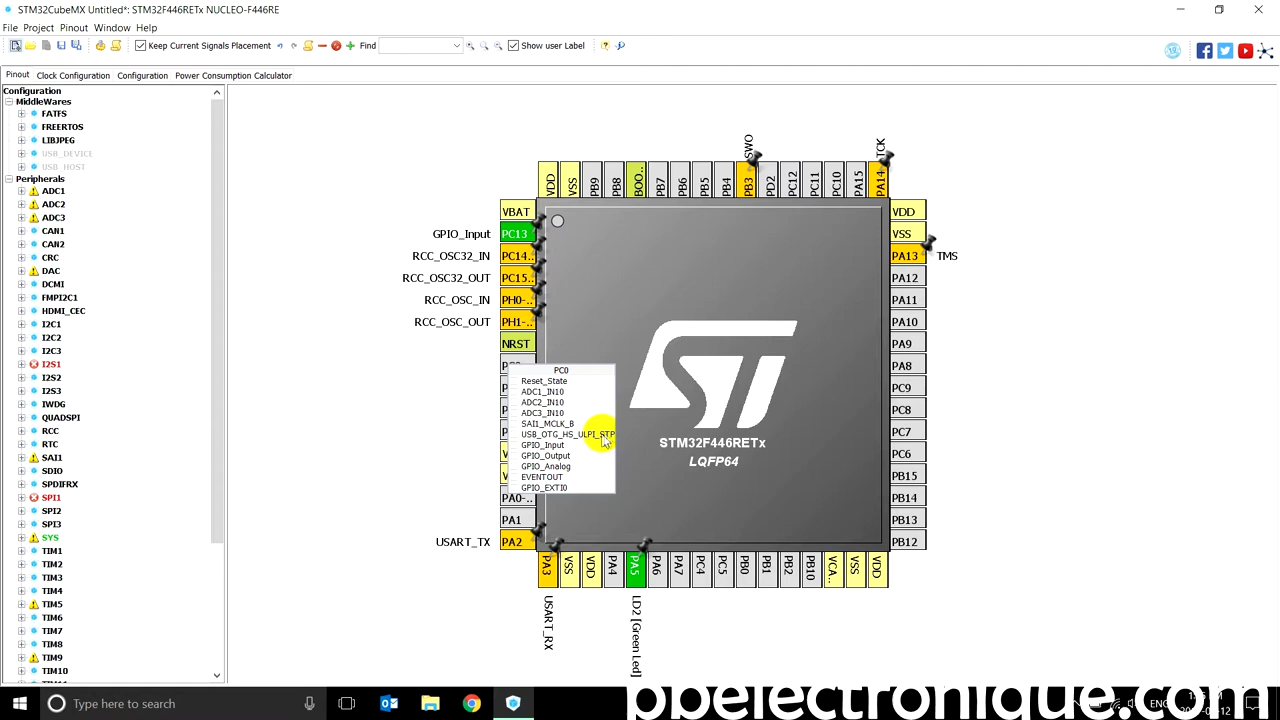 STM32CubeMX Untitled*: STM32F446RETx NUCLEO-F446RE
File Project Pinout Window Help
Keep Current Signals Placement Find Show user Label
Pinout Clock Configuration Configuration Power Consumption Calculator
Configuration
MiddleWares
FATFS
FREERTOS
LIBJPEG
USB_DEVICE
USB_HOST
Peripherals
ADC1
ADC2
ADC3
CAN1
CAN2
CRC
DAC
DCMI
FMPI2C1
HDMI_CEC
I2C1
I2C2
I2C3
I2S1
I2S2
I2S3
IWDG
QUADSPI
RCC
RTC
SAI1
SDIO
SPDIFRX
SPI1
SPI2
SPI3
SYS
TIM1
TIM2
TIM3
TIM4
TIM5
TIM6
TIM7
TIM8
TIM9
TIM10
SWO
TCK
VDD
VSS
PB9
PB8
BOO..
PB7
PB6
PB5
PB4
PB3
PD2
PC12
PC11
PC10
PA15
PA14
VBAT
GPIO_Input PC13
RCC_OSC32_IN PC14..
RCC_OSC32_OUT PC15..
RCC_OSC_IN PH0-..
RCC_OSC_OUT PH1-..
NRST
PC0
Reset_State
ADC1_IN10
ADC2_IN10
ADC3_IN10
SAI1_MCLK_B
USB_OTG_HS_ULPI_STP
GPIO_Input
GPIO_Output
GPIO_Analog
EVENTOUT
GPIO_EXTI0
PA0-..
PA1
USART_TX PA2
STM32F446RETx
LQFP64
VDD
VSS
PA13 TMS
PA12
PA11
PA10
PA9
PA8
PC9
PC8
PC7
PC6
PB15
PB14
PB13
PB12
PA3
VSS
VDD
PA4
PA5
PA6
PA7
PC4
PC5
PB0
PB1
PB2
PB10
VCA..
VSS
VDD
USART_RX
LD2 [Green Led]
Type here to search
bbelectronique.com